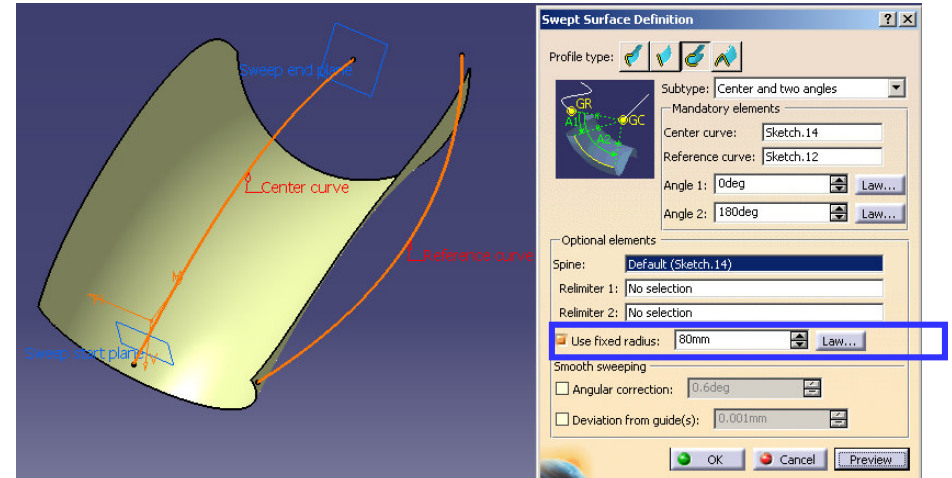 Sweep end plane
Center curve
Reference curve
Sweep start plane
Swept Surface Definition
Profile type:
Subtype: Center and two angles
GR
GC
A1
A2
Mandatory elements
Center curve: Sketch.14
Reference curve: Sketch.12
Angle 1: 0deg Law...
Angle 2: 180deg Law...
Optional elements
Spine: Default (Sketch.14)
Relimiter 1: No selection
Relimiter 2: No selection
Use fixed radius: 80mm Law...
Smooth sweeping
Angular correction: 0.6deg
Deviation from guide(s): 0.001mm
OK Cancel Preview